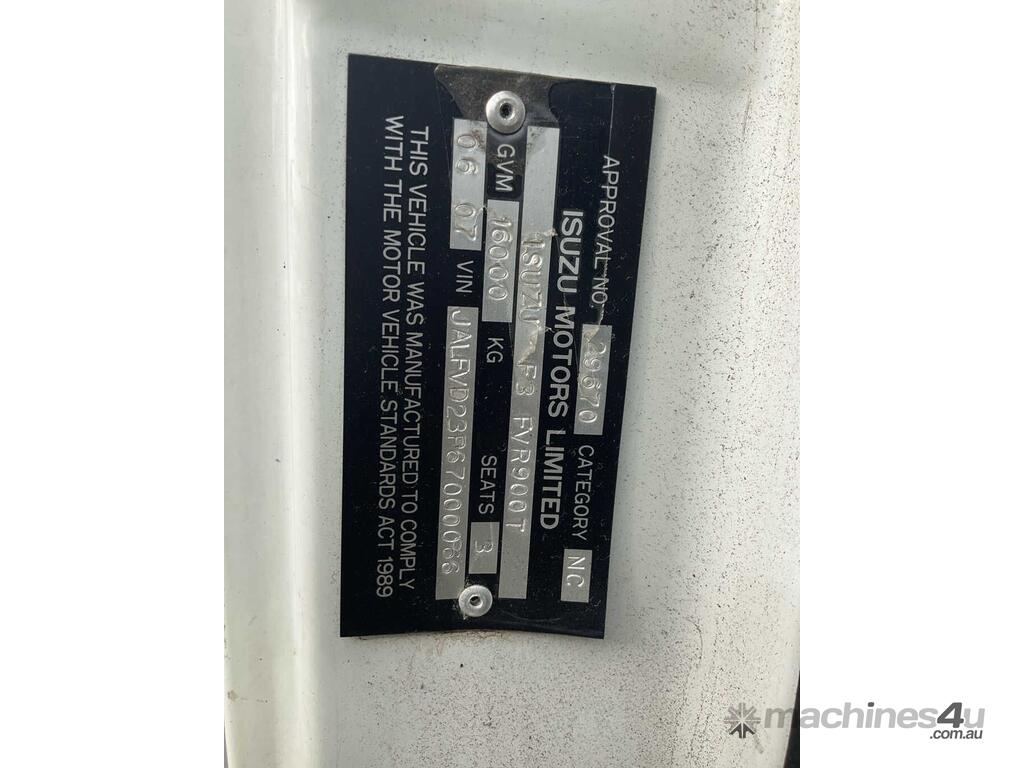 APPROVAL NO. 29670 CATEGORY NC
ISUZU MOTORS LIMITED
ISUZU F3 FVR900T
GVM 16000 KG SEATS 3
06 07 VIN
THIS VEHICLE WAS MANUFACTURED TO COMPLY
WITH THE MOTOR VEHICLE STANDARDS ACT 1989
machines4u
.com.au